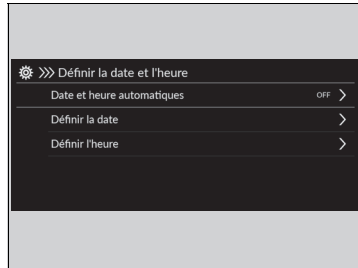 Définir la date et l'heure
Date et heure automatiques OFF
Définir la date
Définir l'heure